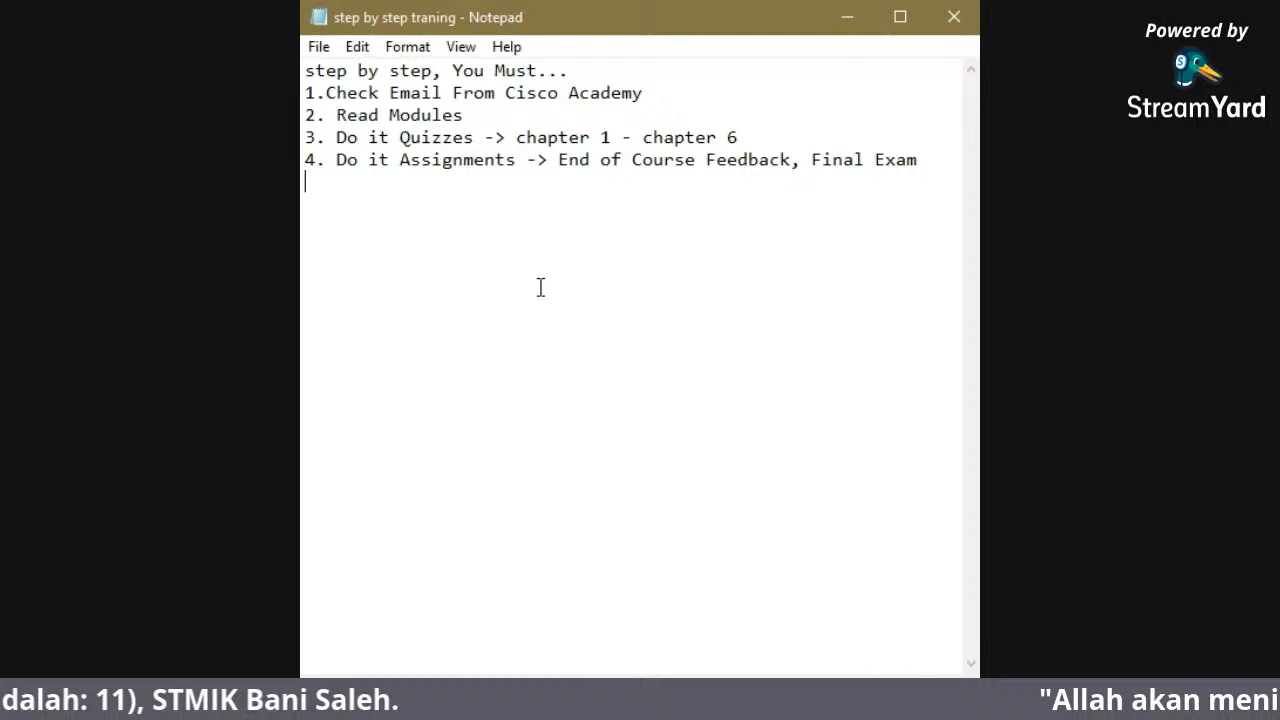 step by step traning - Notepad
File Edit Format View Help
step by step, You Must...
1.Check Email From Cisco Academy
2. Read Modules
3. Do it Quizzes -> chapter 1 - chapter 6
4. Do it Assignments -> End of Course Feedback, Final Exam
Powered by
S
StreamYard
dalah: 11), STMIK Bani Saleh. "Allah akan meni